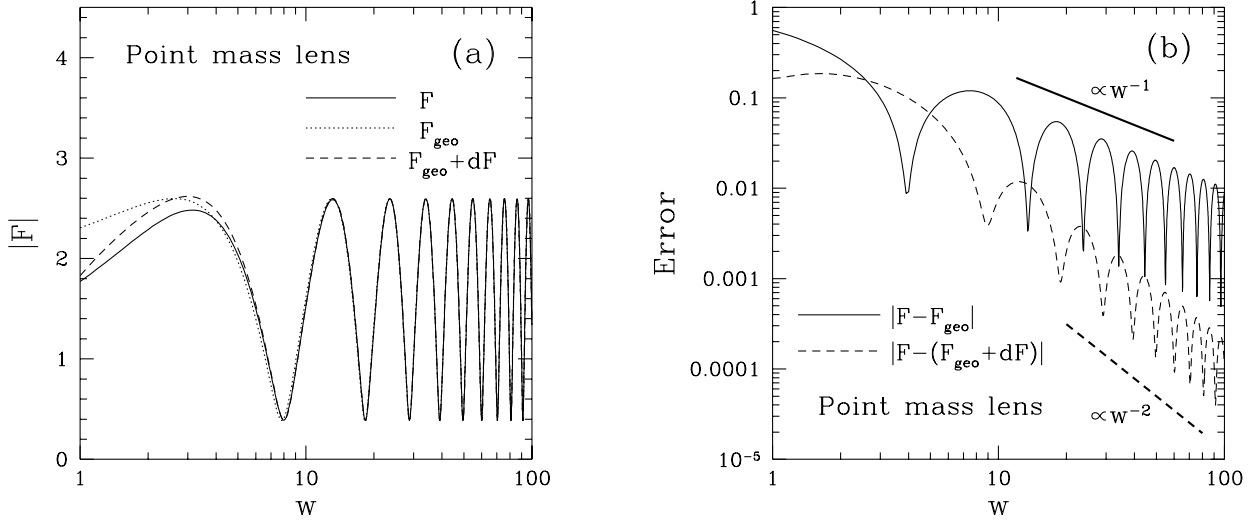 (a)
Point mass lens
F
F_geo
F_geo+dF
|F|
4
3
2
1
0
1
10
100
w
(b)
∝w^-1
|F−F_geo|
|F−(F_geo+dF)|
Point mass lens
∝w^-2
Error
1
0.1
0.01
0.001
0.0001
10^-5
1
10
100
w